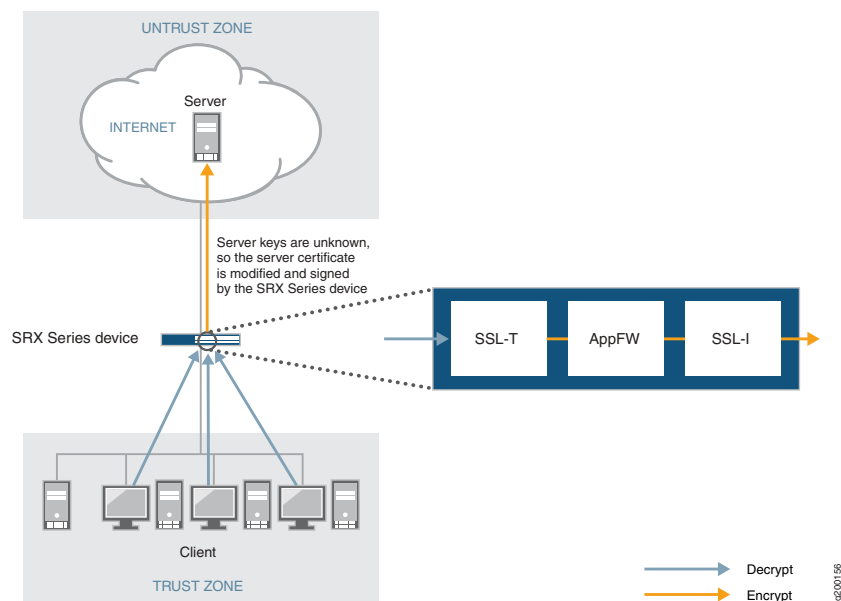 UNTRUST ZONE
Server
INTERNET
Server keys are unknown,
so the server certificate
is modified and signed
by the SRX Series device
SRX Series device
SSL-T
AppFW
SSL-I
Client
TRUST ZONE
Decrypt
Encrypt
g200156